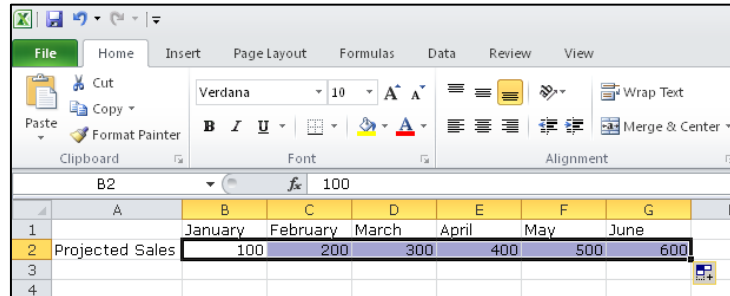 File Home Insert Page Layout Formulas Data Review View
Cut
Copy
Format Painter
Paste
Clipboard
Verdana 10 A A
B I U A
Font
Wrap Text
Merge & Center
Alignment
B2 fx 100
A B C D E F G
1 January February March April May June
2 Projected Sales 100 200 300 400 500 600
3
4